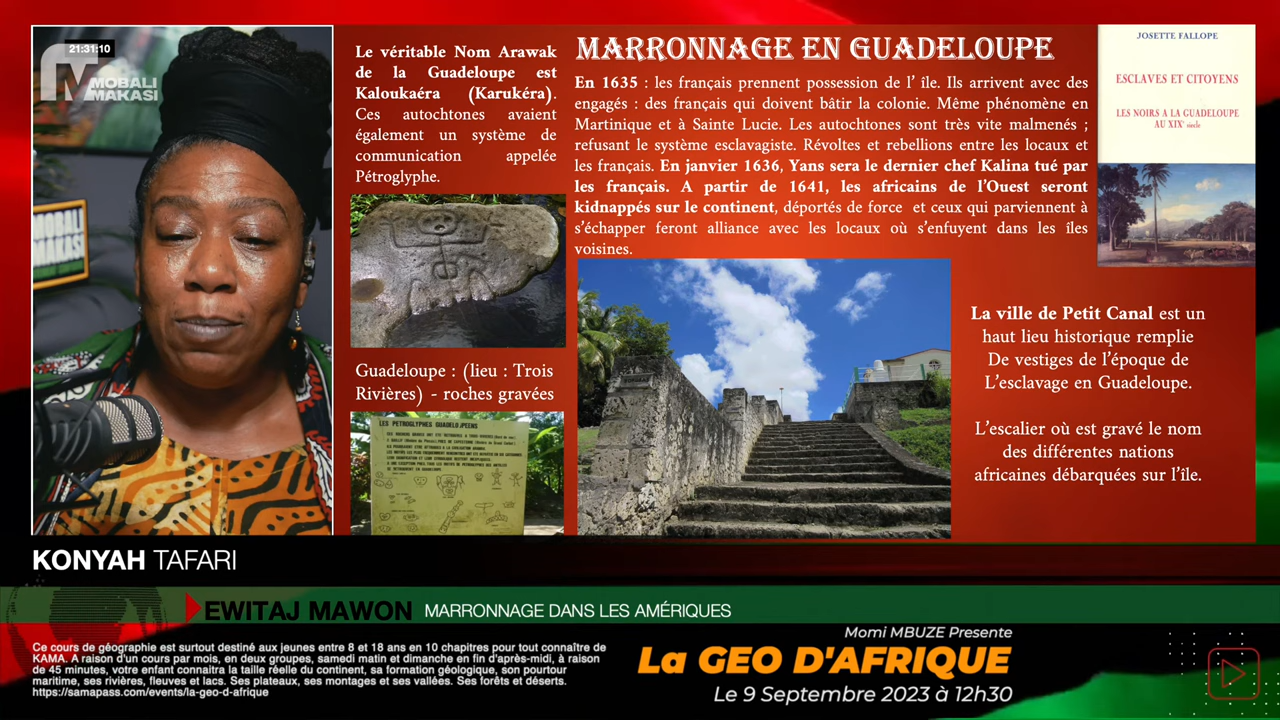 21:31:10
MOBALI
MAKASI
MOBALI
MAKASI
Le véritable Nom Arawak
de la Guadeloupe est
Kaloukaéra (Karukéra).
Ces autochtones avaient
également un système de
communication appelée
Pétroglyphe.
Guadeloupe : (lieu : Trois
Rivières) - roches gravées
LES PETROGLYPHES GUADELOUPEENS
MARRONNAGE EN GUADELOUPE
En 1635 : les français prennent possession de l' île. Ils arrivent avec des
engagés : des français qui doivent bâtir la colonie. Même phénomène en
Martinique et à Sainte Lucie. Les autochtones sont très vite malmenés ;
refusant le système esclavagiste. Révoltes et rebellions entre les locaux et
les français. En janvier 1636, Yans sera le dernier chef Kalina tué par
les français. A partir de 1641, les africains de l'Ouest seront
kidnappés sur le continent, déportés de force et ceux qui parviennent à
s'échapper feront alliance avec les locaux où s'enfuyent dans les îles
voisines.
JOSETTE FALLOPE
ESCLAVES ET CITOYENS
LES NOIRS A LA GUADELOUPE
AU XIXe siècle
La ville de Petit Canal est un
haut lieu historique remplie
De vestiges de l'époque de
L'esclavage en Guadeloupe.
L'escalier où est gravé le nom
des différentes nations
africaines débarquées sur l'île.
KONYAH TAFARI
EWITAJ MAWON MARRONNAGE DANS LES AMÉRIQUES
Ce cours de géographie est surtout destiné aux jeunes entre 8 et 18 ans en 10 chapitres pour tout connaître de
KAMA. A raison d'un cours par mois, en deux groupes, samedi matin et dimanche en fin d'après-midi, à raison
de 45 minutes, votre enfant connaitra la taille réelle du continent, sa formation géologique, son pourtour
maritime, ses rivières, fleuves et lacs. Ses plateaux, ses montages et ses vallées. Ses forêts et déserts.
https://samapass.com/events/la-geo-d-afrique
Momi MBUZE Presente
La GEO D'AFRIQUE
Le 9 Septembre 2023 à 12h30